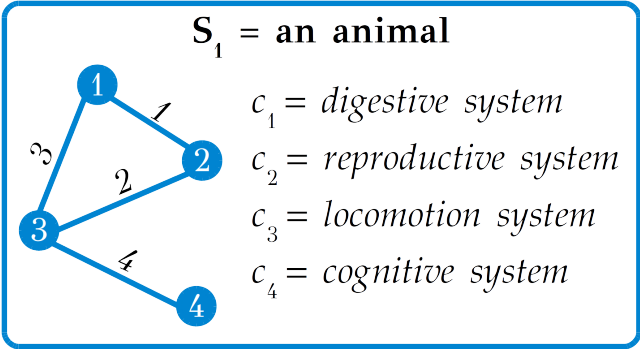 S1 = an animal
1
1
3
2
2
3
4
4
c1 = digestive system
c2 = reproductive system
c3 = locomotion system
c4 = cognitive system